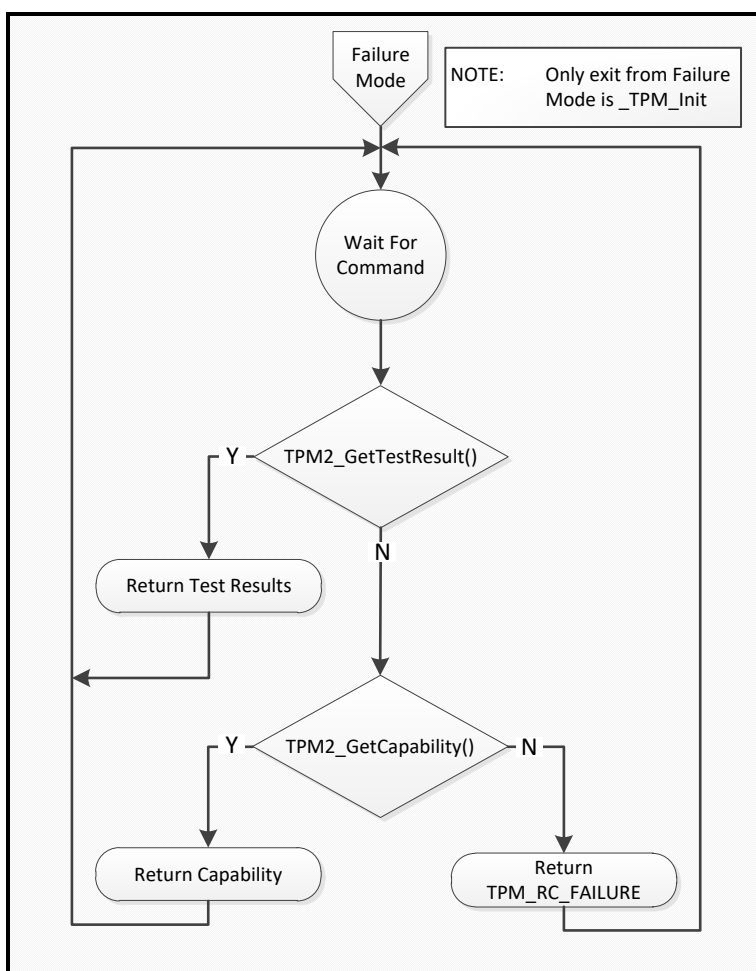 Failure
Mode
NOTE: Only exit from Failure
Mode is _TPM_Init
Wait For
Command
TPM2_GetTestResult()
Y
N
Return Test Results
TPM2_GetCapability()
Y
N
Return Capability
Return
TPM_RC_FAILURE